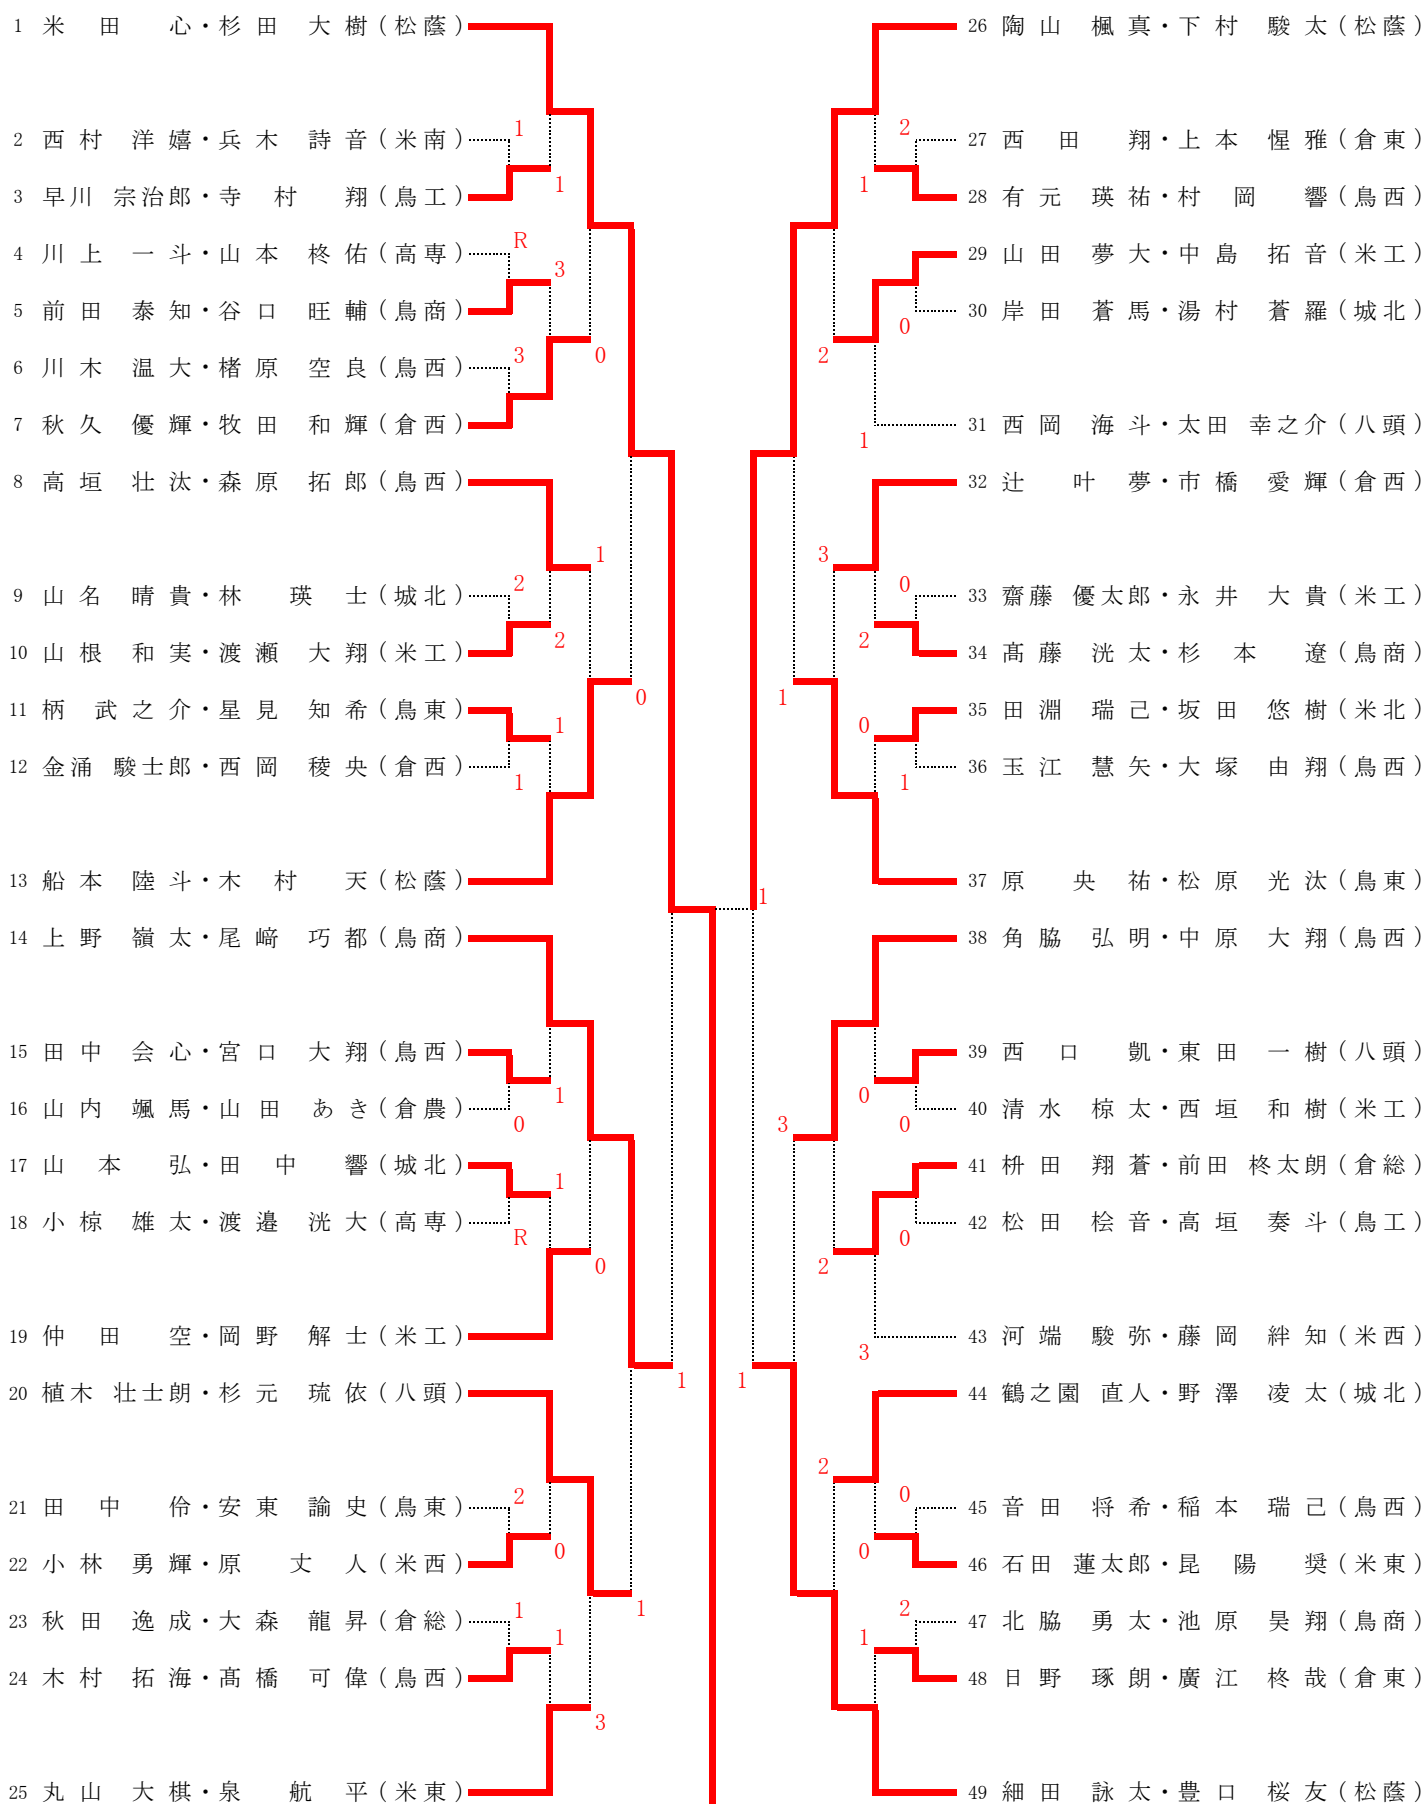 1 米田 心・杉田 大樹(松蔭)
1
2 西村 洋嬉・兵木 詩音(米南)
1
3 早川 宗治郎・寺村 翔(鳥工)
R
4 川上 一斗・山本 柊佑(高専)
3
5 前田 泰知・谷口 旺輔(鳥商)
3
0
6 川木 温大・楮原 空良(鳥西)
7 秋久 優輝・牧田 和輝(倉西)
8 高垣 壮汰・森原 拓郎(鳥西)
1
2
9 山名 晴貴・林 瑛士(城北)
2
10 山根 和実・渡瀬 大翔(米工)
0
11 柄 武之介・星見 知希(鳥東)
1
12 金涌 駿士郎・西岡 稜央(倉西)
1
13 船本 陸斗・木村 天(松蔭)
14 上野 嶺太・尾﨑 巧都(鳥商)
15 田中 会心・宮口 大翔(鳥西)
1
16 山内 颯馬・山田 あき(倉農)
0
17 山本 弘・田中 響(城北)
1
18 小椋 雄太・渡邉 洸大(高専)
R
0
19 仲田 空・岡野 解士(米工)
1
20 植木 壮士朗・杉元 琉依(八頭)
2
21 田中 伶・安東 諭史(鳥東)
0
22 小林 勇輝・原 丈人(米西)
1
1
23 秋田 逸成・大森 龍昇(倉総)
1
24 木村 拓海・髙橋 可偉(鳥西)
3
25 丸山 大棋・泉 航平(米東)
26 陶山 楓真・下村 駿太(松蔭)
2
27 西田 翔・上本 惺雅(倉東)
1
28 有元 瑛祐・村岡 響(鳥西)
29 山田 夢大・中島 拓音(米工)
30 岸田 蒼馬・湯村 蒼羅(城北)
0
2
31 西岡 海斗・太田 幸之介(八頭)
1
32 辻 叶夢・市橋 愛輝(倉西)
3
0
33 齋藤 優太郎・永井 大貴(米工)
2
34 髙藤 洸太・杉本 遼(鳥商)
1
35 田淵 瑞己・坂田 悠樹(米北)
0
36 玉江 慧矢・大塚 由翔(鳥西)
1
37 原 央祐・松原 光汰(鳥東)
1
38 角脇 弘明・中原 大翔(鳥西)
39 西口 凱・東田 一樹(八頭)
0
40 清水 椋太・西垣 和樹(米工)
0
3
41 枡田 翔蒼・前田 柊太朗(倉総)
42 松田 桧音・高垣 奏斗(鳥工)
0
2
43 河端 駿弥・藤岡 絆知(米西)
3
1
44 鶴之園 直人・野澤 凌太(城北)
2
0
45 音田 将希・稲本 瑞己(鳥西)
0
46 石田 蓮太郎・昆陽 奨(米東)
2
47 北脇 勇太・池原 昊翔(鳥商)
1
48 日野 琢朗・廣江 柊哉(倉東)
49 細田 詠太・豊口 桜友(松蔭)